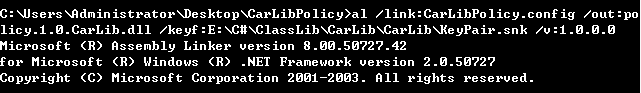 C:\Users\Administrator\Desktop\CarLibPolicy>al /link:CarLibPolicy.config /out:po
licy.1.0.CarLib.dll /keyf:E:\C#\ClassLib\CarLib\CarLib\KeyPair.snk /v:1.0.0.0
Microsoft (R) Assembly Linker version 8.00.50727.42
for Microsoft (R) Windows (R) .NET Framework version 2.0.50727
Copyright (C) Microsoft Corporation 2001-2003. All rights reserved.